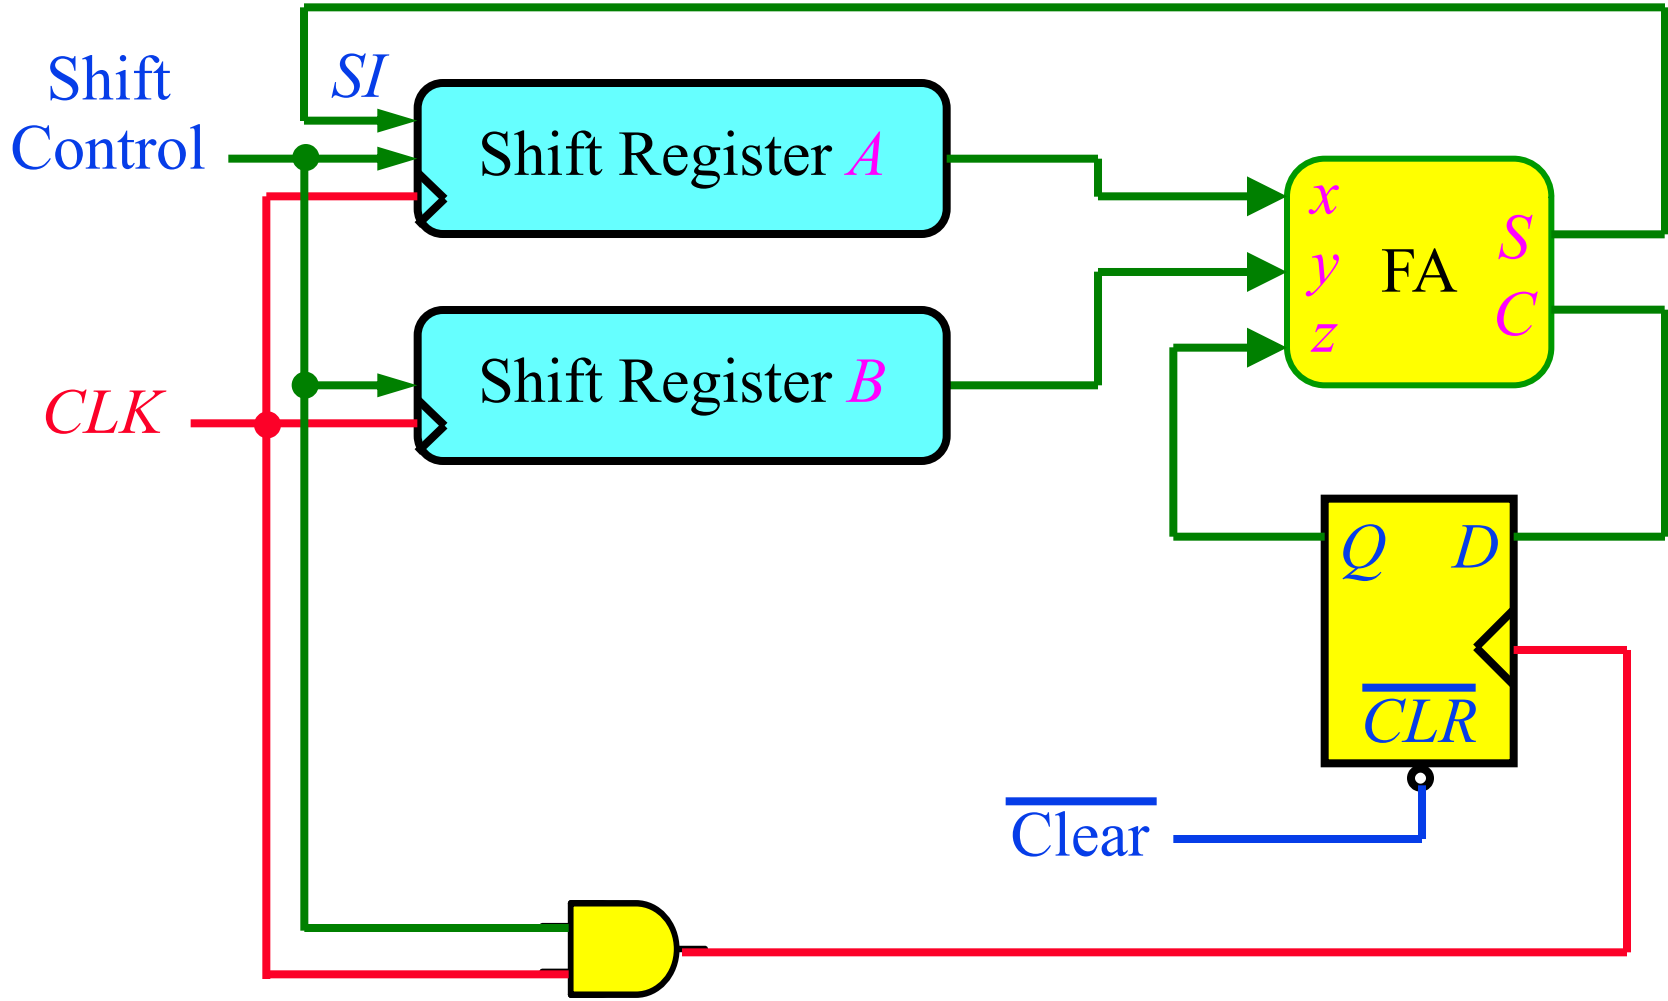 Shift
Control
SI
Shift Register A
x
y
z
FA
S
C
Shift Register B
CLK
Q
D
CLR
Clear